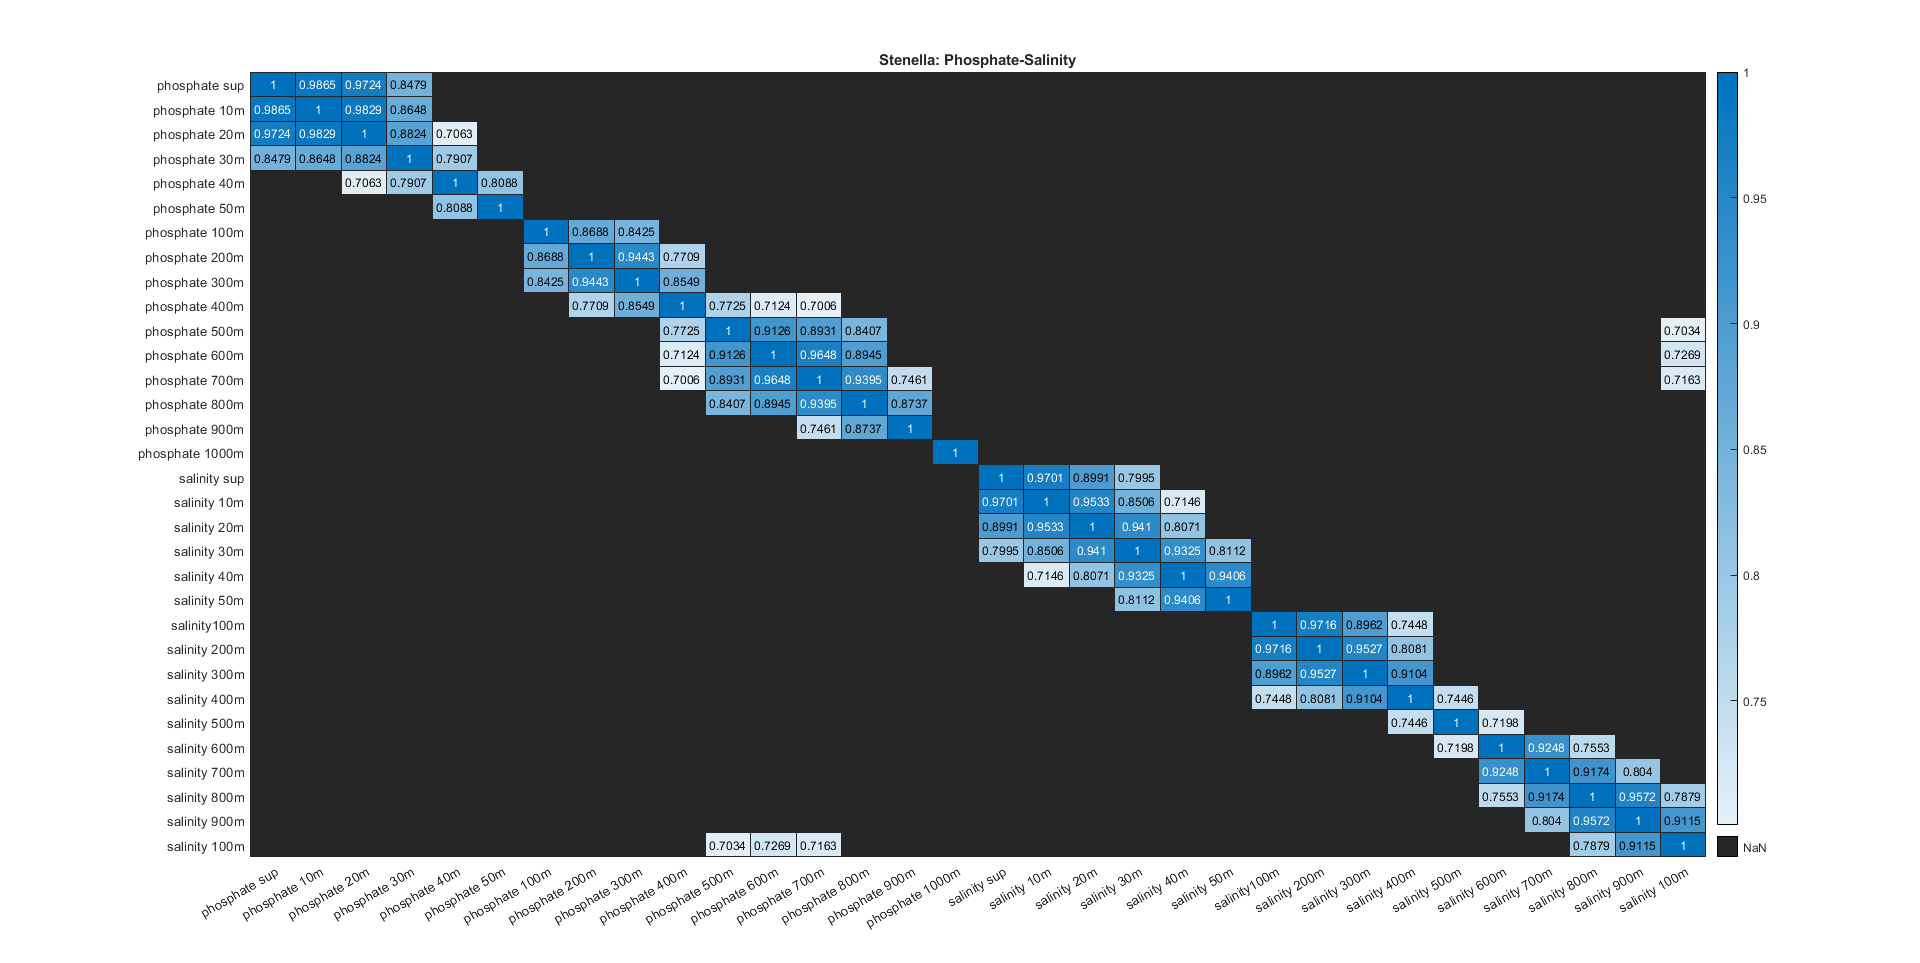 Stenella: Phosphate-Salinity
phosphate sup 1 0.9865 0.9724 0.8479
phosphate 10m 0.9865 1 0.9829 0.8648
phosphate 20m 0.9724 0.9829 1 0.8824 0.7063
phosphate 30m 0.8479 0.8648 0.8824 1 0.7907
phosphate 40m 0.7063 0.7907 1 0.8088
phosphate 50m 0.8088 1
phosphate 100m 1 0.8688 0.8425
phosphate 200m 0.8688 1 0.9443 0.7709
phosphate 300m 0.8425 0.9443 1 0.8549
phosphate 400m 0.7709 0.8549 1 0.7725 0.7124 0.7006
phosphate 500m 0.7725 1 0.9126 0.8931 0.8407 0.7034
phosphate 600m 0.7124 0.9126 1 0.9648 0.8945 0.7269
phosphate 700m 0.7006 0.8931 0.9648 1 0.9395 0.7461 0.7163
phosphate 800m 0.8407 0.8945 0.9395 1 0.8737
phosphate 900m 0.7461 0.8737 1
phosphate 1000m 1
salinity sup 1 0.9701 0.8991 0.7995
salinity 10m 0.9701 1 0.9533 0.8506 0.7146
salinity 20m 0.8991 0.9533 1 0.941 0.8071
salinity 30m 0.7995 0.8506 0.941 1 0.9325 0.8112
salinity 40m 0.7146 0.8071 0.9325 1 0.9406
salinity 50m 0.8112 0.9406 1
salinity100m 1 0.9716 0.8962 0.7448
salinity 200m 0.9716 1 0.9527 0.8081
salinity 300m 0.8962 0.9527 1 0.9104
salinity 400m 0.7448 0.8081 0.9104 1 0.7446
salinity 500m 0.7446 1 0.7198
salinity 600m 0.7198 1 0.9248 0.7553
salinity 700m 0.9248 1 0.9174 0.804
salinity 800m 0.7553 0.9174 1 0.9572 0.7879
salinity 900m 0.804 0.9572 1 0.9115
salinity 100m 0.7034 0.7269 0.7163 0.7879 0.9115 1
phosphate sup
phosphate 10m
phosphate 20m
phosphate 30m
phosphate 40m
phosphate 50m
phosphate 100m
phosphate 200m
phosphate 300m
phosphate 400m
phosphate 500m
phosphate 600m
phosphate 700m
phosphate 800m
phosphate 900m
phosphate 1000m
salinity sup
salinity 10m
salinity 20m
salinity 30m
salinity 40m
salinity 50m
salinity100m
salinity 200m
salinity 300m
salinity 400m
salinity 500m
salinity 600m
salinity 700m
salinity 800m
salinity 900m
salinity 100m
1
0.95
0.9
0.85
0.8
0.75
NaN